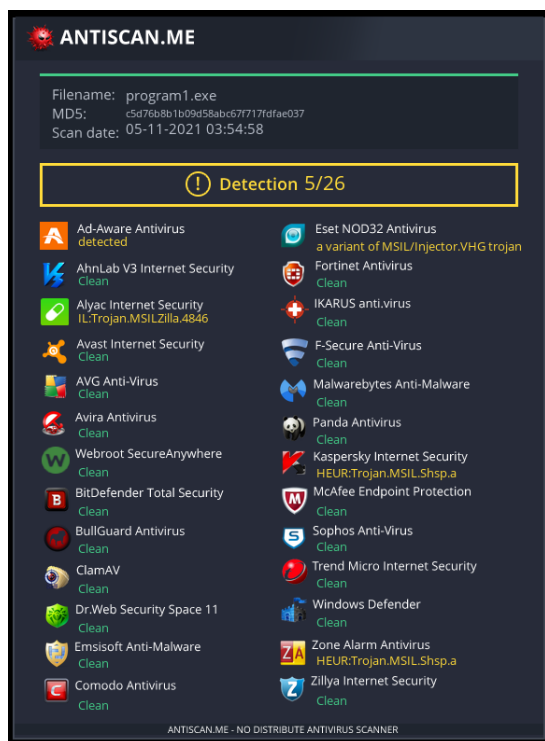 ANTISCAN.ME
Filename: program1.exe
MD5: c5d76b8b1b09d58abc67f717fdfae037
Scan date: 05-11-2021 03:54:58
! Detection 5/26
Ad-Aware Antivirus
detected
AhnLab V3 Internet Security
Clean
Alyac Internet Security
IL:Trojan.MSILZilla.4846
Avast Internet Security
Clean
AVG Anti-Virus
Clean
Avira Antivirus
Clean
Webroot SecureAnywhere
Clean
BitDefender Total Security
Clean
BullGuard Antivirus
Clean
ClamAV
Clean
Dr.Web Security Space 11
Clean
Emsisoft Anti-Malware
Clean
Comodo Antivirus
Clean
Eset NOD32 Antivirus
a variant of MSIL/Injector.VHG trojan
Fortinet Antivirus
Clean
IKARUS anti.virus
Clean
F-Secure Anti-Virus
Clean
Malwarebytes Anti-Malware
Clean
Panda Antivirus
Clean
Kaspersky Internet Security
HEUR:Trojan.MSIL.Shsp.a
McAfee Endpoint Protection
Clean
Sophos Anti-Virus
Clean
Trend Micro Internet Security
Clean
Windows Defender
Clean
Zone Alarm Antivirus
HEUR:Trojan.MSIL.Shsp.a
Zillya Internet Security
Clean
ANTISCAN.ME - NO DISTRIBUTE ANTIVIRUS SCANNER